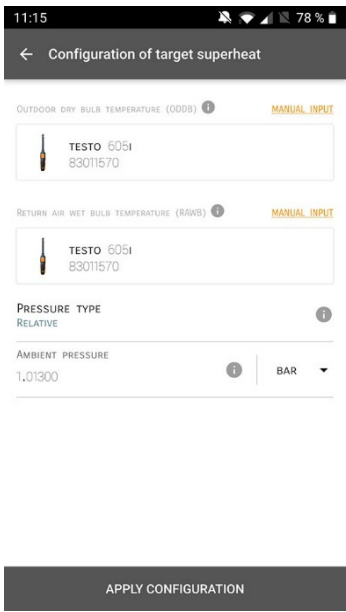 11:15 78 %
Configuration of target superheat
OUTDOOR DRY BULB TEMPERATURE (ODDB) MANUAL INPUT
TESTO 605I
83011570
RETURN AIR WET BULB TEMPERATURE (RAWB) MANUAL INPUT
TESTO 605I
83011570
PRESSURE TYPE
RELATIVE
AMBIENT PRESSURE
1.01300 BAR
APPLY CONFIGURATION